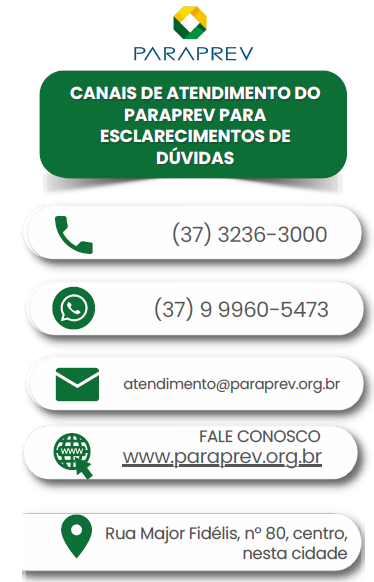 PARAPREV
CANAIS DE ATENDIMENTO DO
PARAPREV PARA
ESCLARECIMENTOS DE
DÚVIDAS
(37) 3236-3000
(37) 9 9960-5473
atendimento@paraprev.org.br
WWW
FALE CONOSCO
www.paraprev.org.br
Rua Major Fidélis, nº 80, centro,
nesta cidade